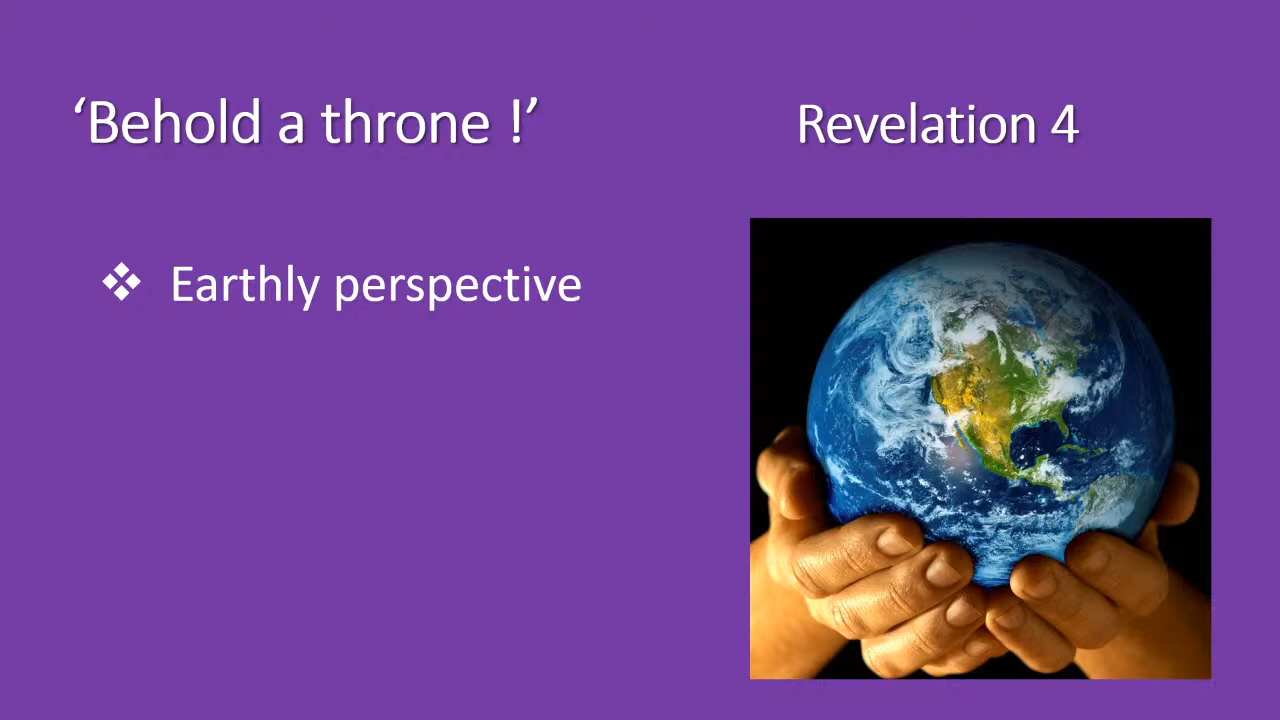 ‘Behold a throne !’
Revelation 4
❖ Earthly perspective